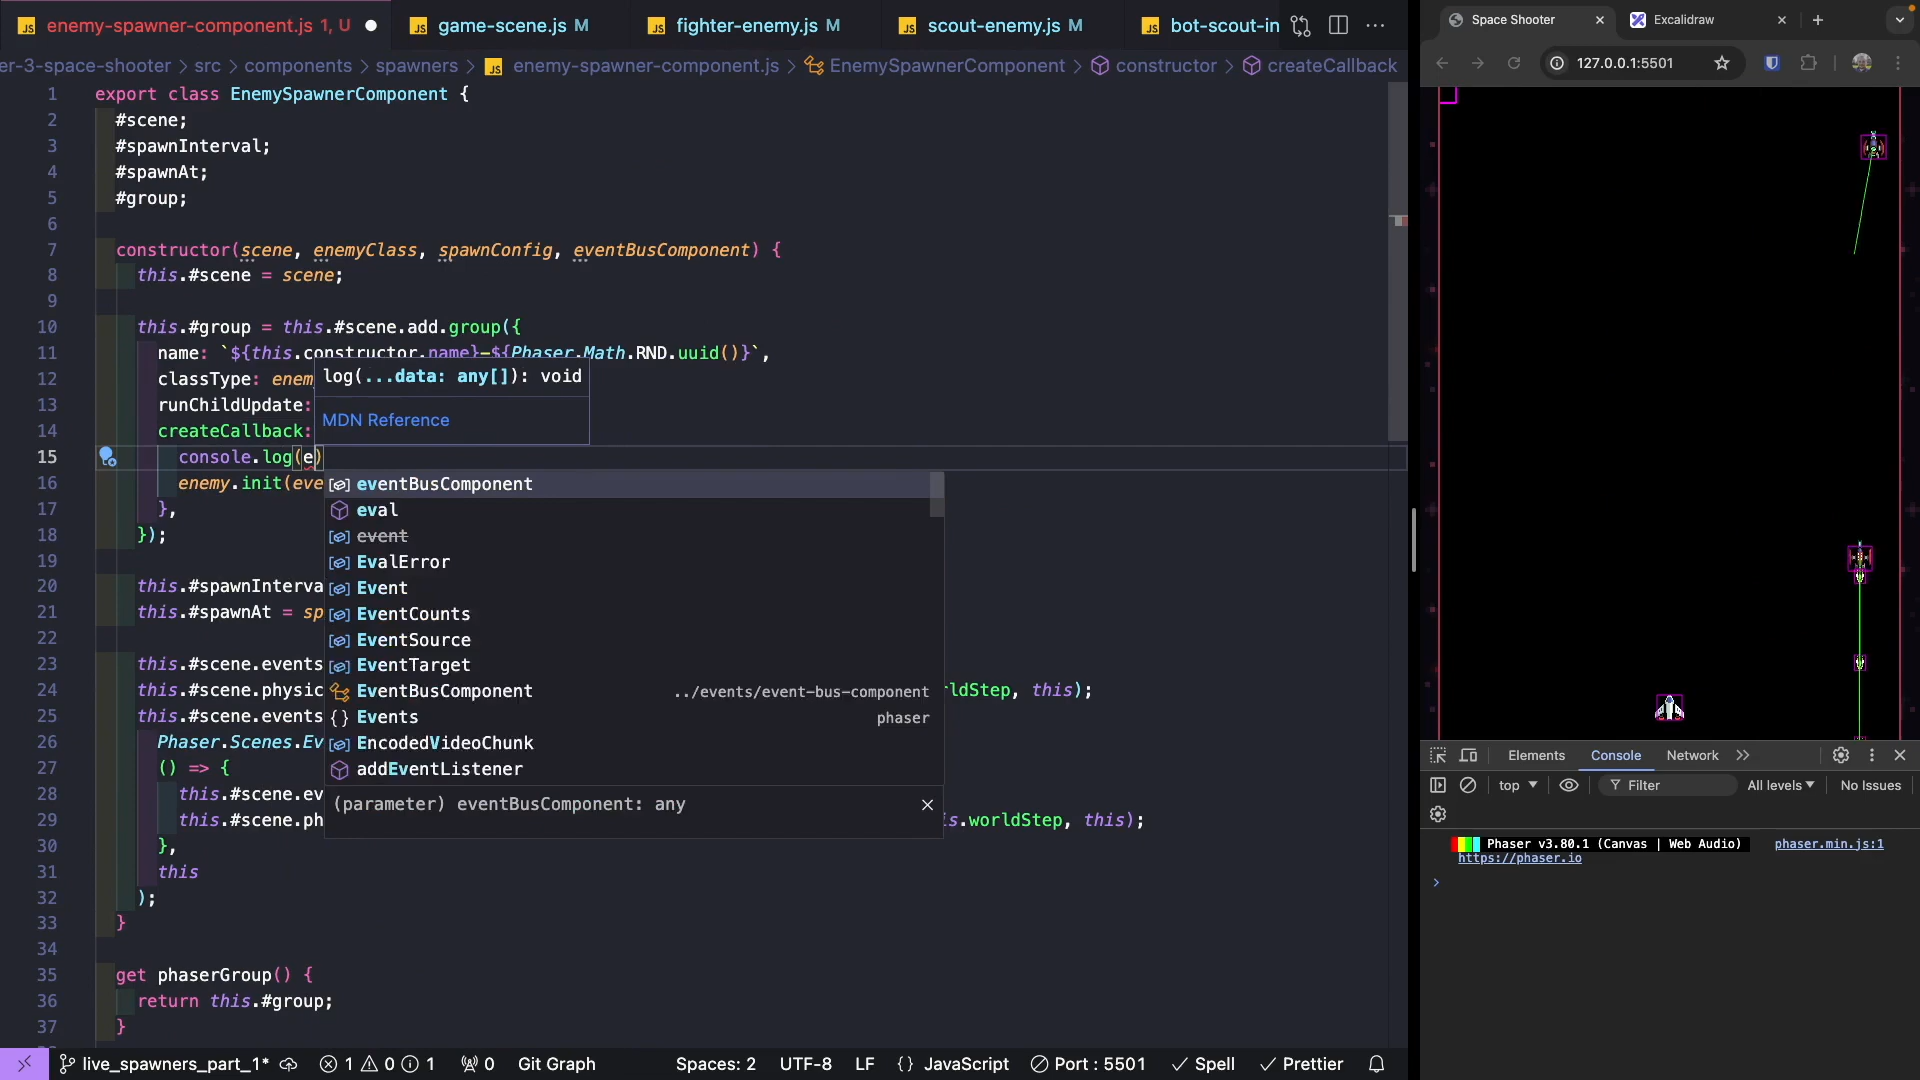 enemy-spawner-component.js 1, U
game-scene.js M
fighter-enemy.js M
scout-enemy.js M
bot-scout-in
er-3-space-shooter > src > components > spawners > enemy-spawner-component.js > EnemySpawnerComponent > constructor > createCallback
1 export class EnemySpawnerComponent {
2 #scene;
3 #spawnInterval;
4 #spawnAt;
5 #group;
6
7 constructor(scene, enemyClass, spawnConfig, eventBusComponent) {
8 this.#scene = scene;
9
10 this.#group = this.#scene.add.group({
11 name: `${this.constructor.name}-${Phaser.Math.RND.uuid()}`,
12 classType: enem
13 runChildUpdate:
14 createCallback:
15 console.log(e)
16 enemy.init(eve
17 },
18 });
19
20 this.#spawnInterva
21 this.#spawnAt = sp
22
23 this.#scene.events
24 this.#scene.physic ldStep, this);
25 this.#scene.events
26 Phaser.Scenes.Ev
27 () => {
28 this.#scene.ev
29 this.#scene.ph s.worldStep, this);
30 },
31 this
32 );
33 }
34
35 get phaserGroup() {
36 return this.#group;
37 }
log(...data: any[]): void
MDN Reference
eventBusComponent
eval
event
EvalError
Event
EventCounts
EventSource
EventTarget
EventBusComponent ../events/event-bus-component
Events phaser
EncodedVideoChunk
addEventListener
(parameter) eventBusComponent: any
live_spawners_part_1* 1 0 1 0 Git Graph Spaces: 2 UTF-8 LF {} JavaScript Port : 5501 Spell Prettier
Space Shooter
Excalidraw
127.0.0.1:5501
Elements Console Network
top Filter All levels No Issues
Phaser v3.80.1 (Canvas | Web Audio) phaser.min.js:1
https://phaser.io